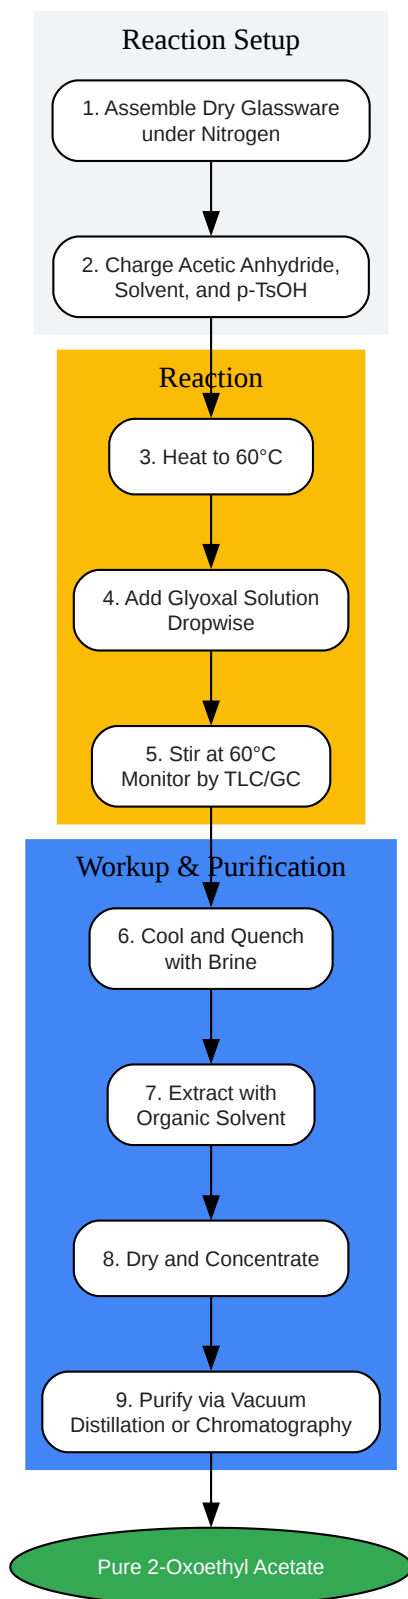 Reaction Setup
1. Assemble Dry Glassware
under Nitrogen
2. Charge Acetic Anhydride,
Solvent, and p-TsOH
Reaction
3. Heat to 60°C
4. Add Glyoxal Solution
Dropwise
5. Stir at 60°C
Monitor by TLC/GC
Workup & Purification
6. Cool and Quench
with Brine
7. Extract with
Organic Solvent
8. Dry and Concentrate
9. Purify via Vacuum
Distillation or Chromatography
Pure 2-Oxoethyl Acetate